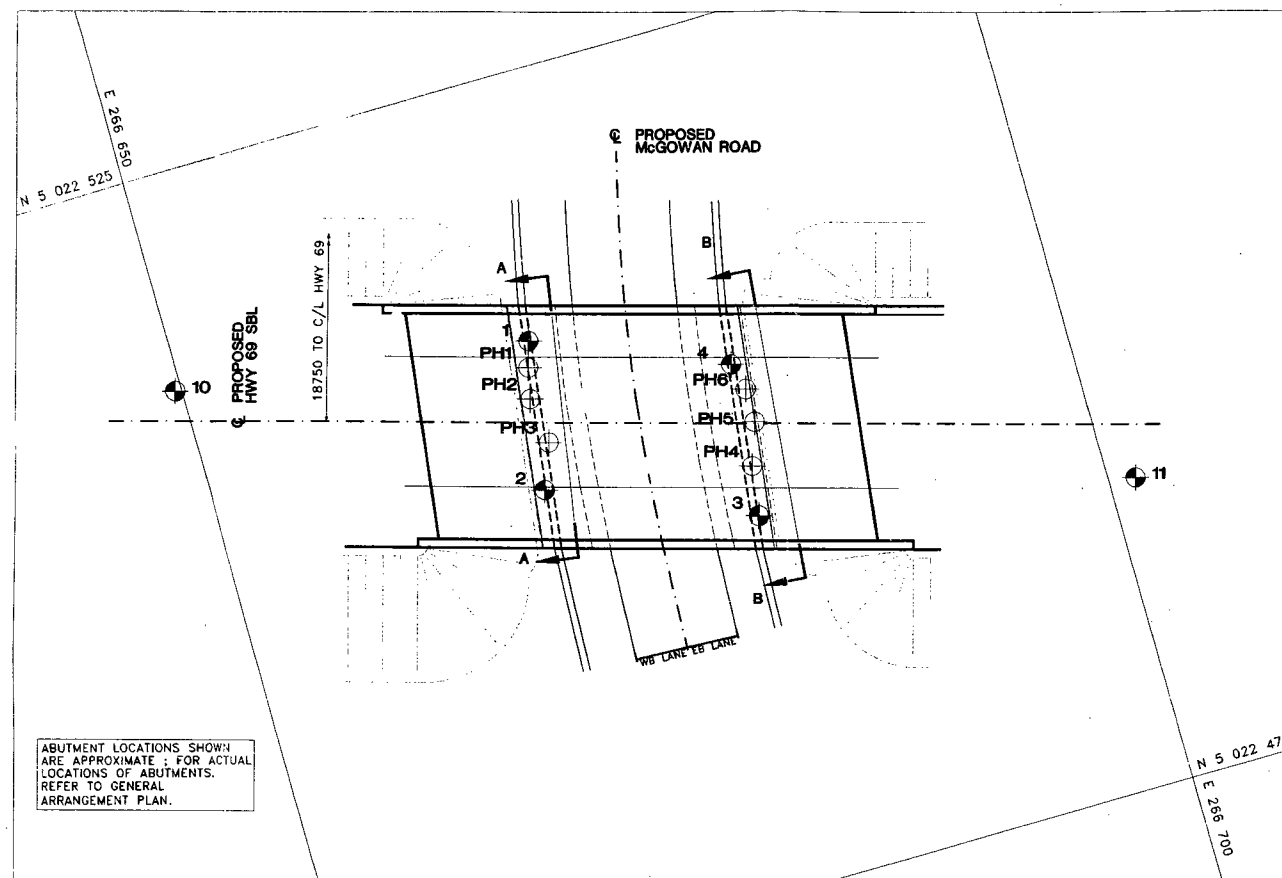 E 266 650
N 5 022 525
℄ PROPOSED
McGOWAN ROAD
18750 TO C/L HWY 69
℄ PROPOSED
HWY 69 SBL
A
B
1
PH1
PH2
PH3
2
4
PH6
PH5
PH4
3
10
11
A
B
WB LANE EB LANE
ABUTMENT LOCATIONS SHOWN
ARE APPROXIMATE ; FOR ACTUAL
LOCATIONS OF ABUTMENTS.
REFER TO GENERAL
ARRANGEMENT PLAN.
N 5 022 47
E 266 700